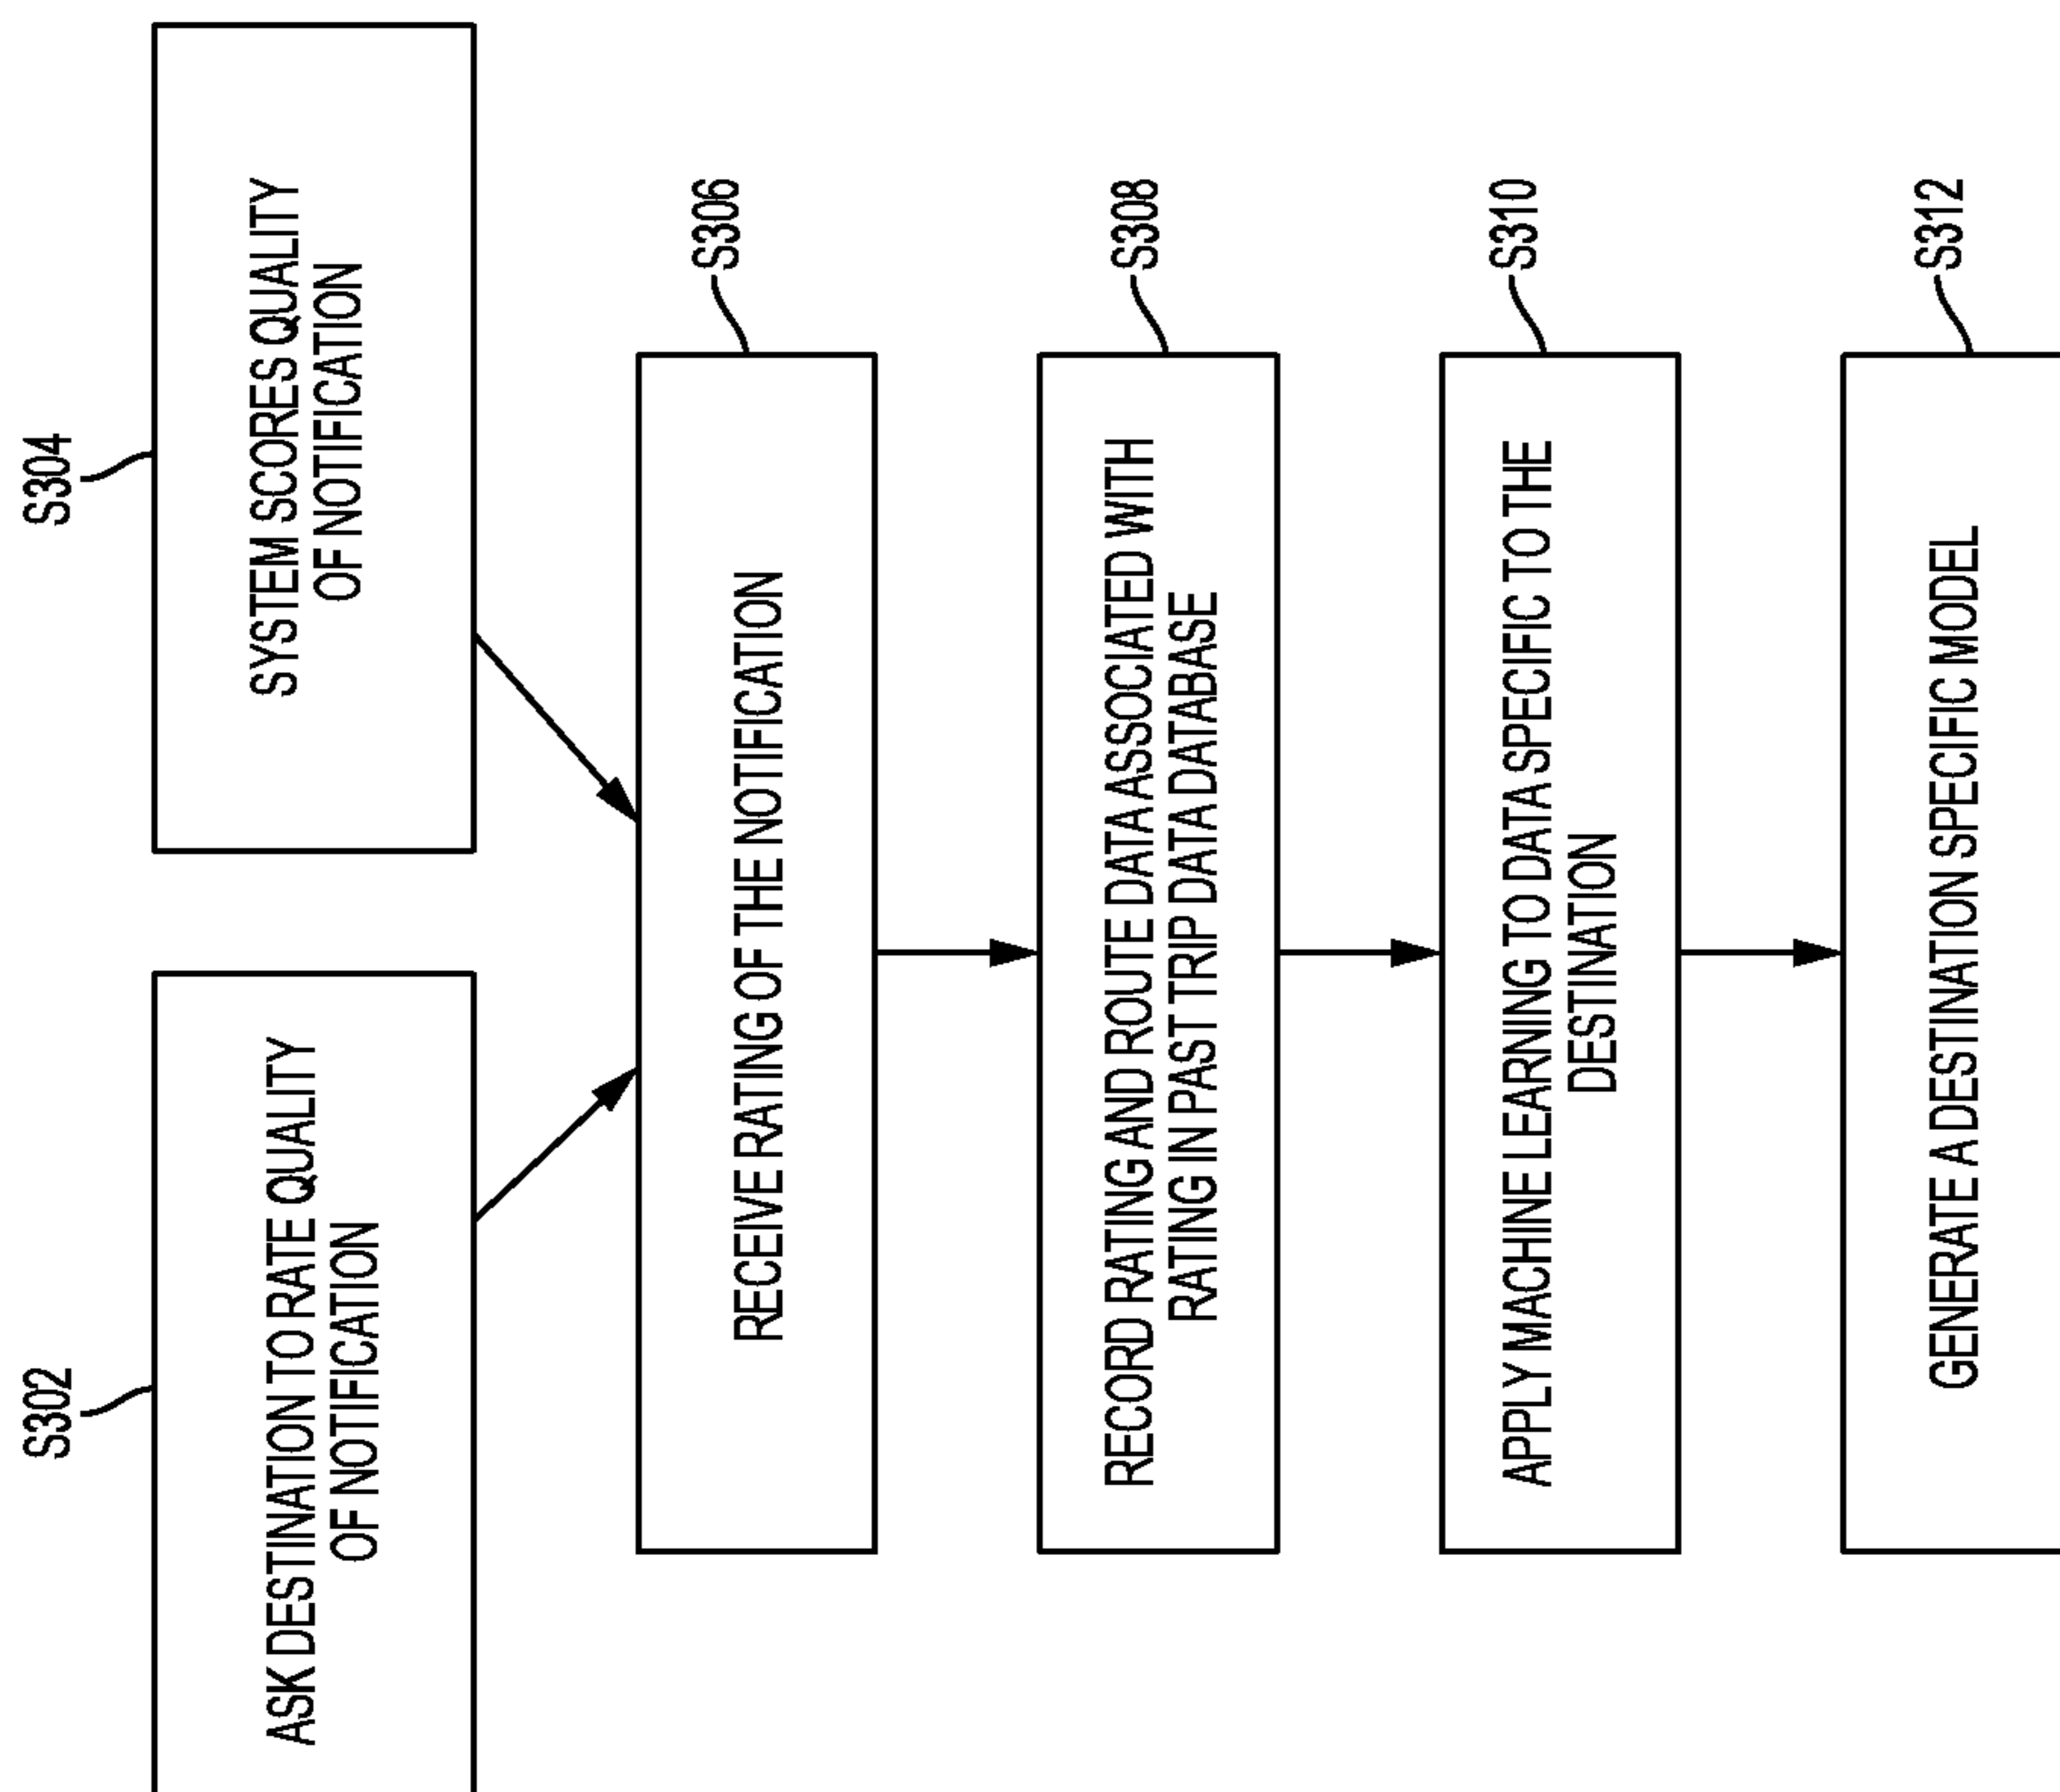 S302
ASK DESTINATION TO RATE QUALITY
OF NOTIFICATION
S304
SYSTEM SCORES QUALITY
OF NOTIFICATION
RECEIVE RATING OF THE NOTIFICATION
S306
RECORD RATING AND ROUTE DATA ASSOCIATED WITH
RATING IN PAST TRIP DATA DATABASE
S308
APPLY MACHINE LEARNING TO DATA SPECIFIC TO THE
DESTINATION
S310
GENERATE A DESTINATION SPECIFIC MODEL
S312